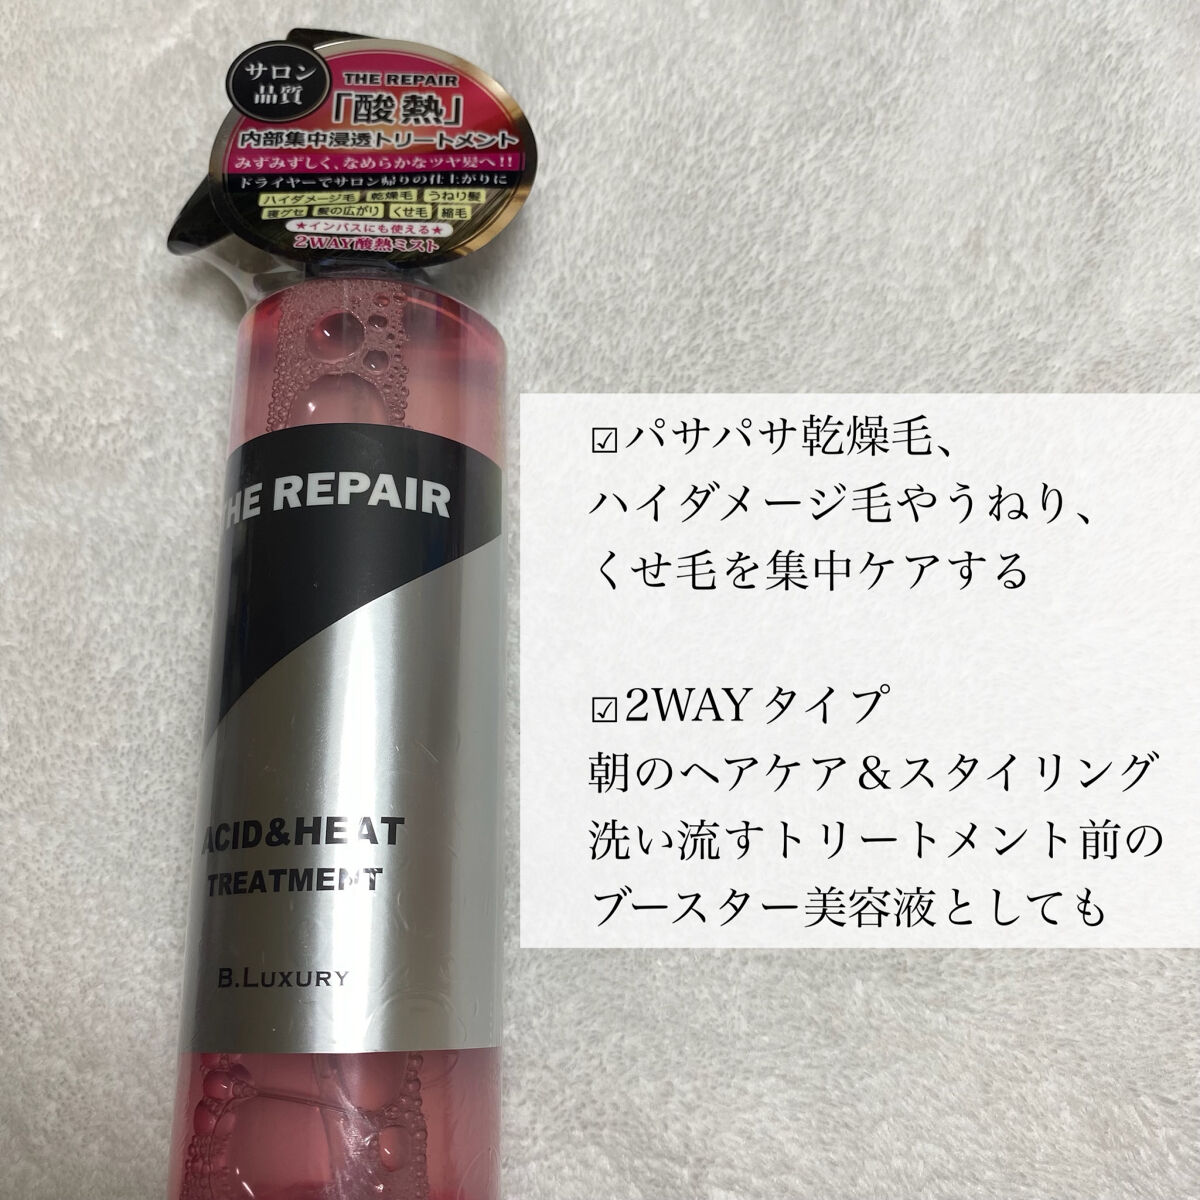 サロン
品質
THE REPAIR
「酸熱」
内部集中浸透トリートメント
みずみずしく、なめらかなツヤ髪へ!!
ドライヤーでサロン帰りの仕上がりに
ハイダメージ毛 乾燥毛 うねり髪
寝グセ 髪の広がり くせ毛 縮毛
★インバスにも使える★
2WAY酸熱ミスト
THE REPAIR
ACID&HEAT
TREATMENT
B.LUXURY
☑パサパサ乾燥毛、
ハイダメージ毛やうねり、
くせ毛を集中ケアする
☑2WAYタイプ
朝のヘアケア&スタイリング
洗い流すトリートメント前の
ブースター美容液としても